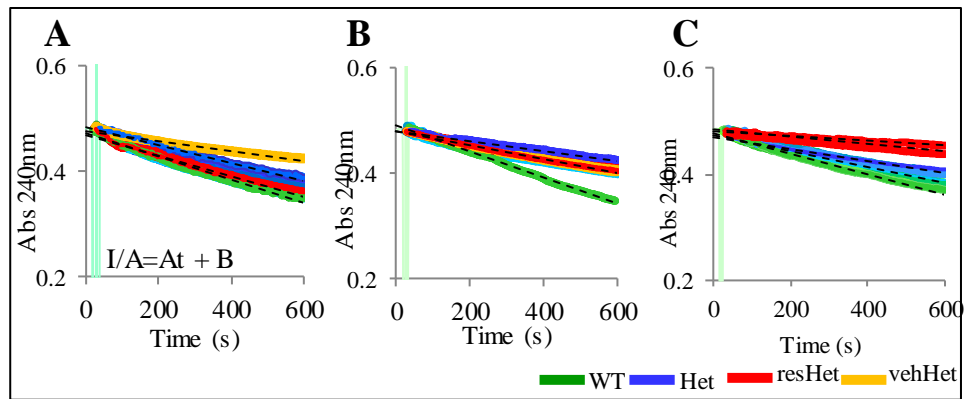 A B C
0.6 0.6 0.6
0.4 0.4 0.4
0.2 0.2 0.2
Abs 240nm Abs 240nm Abs 240nm
I/A=At + B
0 200 400 600 0 200 400 600 0 200 400 600
Time (s) Time (s) Time (s)
WT Het resHet vehHet